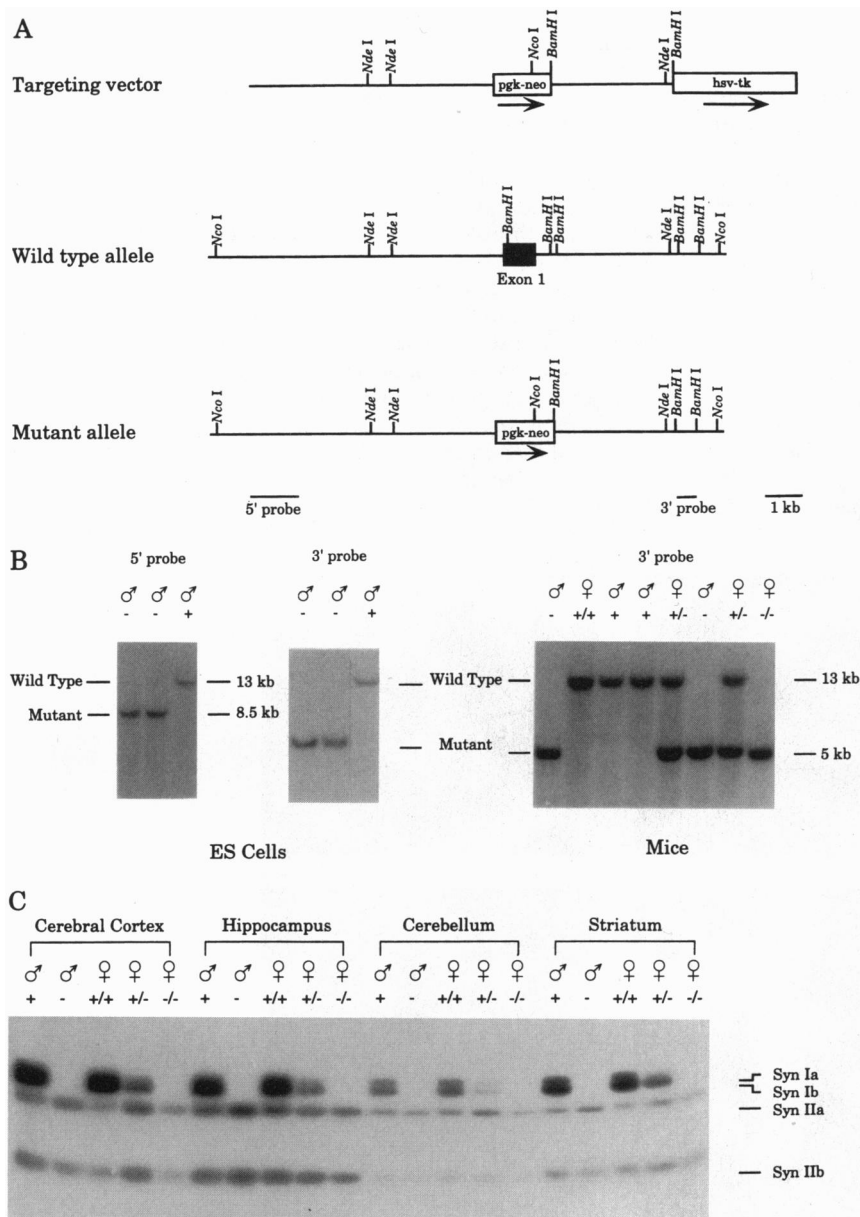 A
Nde I Nde I Nco I BamH I Nde I BamH I
Targeting vector pgk-neo hsv-tk
Nco I Nde I Nde I BamH I BamH I BamH I Nde I BamH I BamH I Nco I
Wild type allele
Exon 1
Nco I Nde I Nde I Nco I BamH I Nde I BamH I BamH I Nco I
Mutant allele pgk-neo
5' probe 3' probe 1 kb
B
5' probe 3' probe 3' probe
♂ ♂ ♂ ♂ ♂ ♂ ♂ ♀ ♂ ♂ ♀ ♂ ♀ ♀
- - + - - + - +/+ + + +/- - +/- -/-
Wild Type 13 kb Wild Type 13 kb
Mutant 8.5 kb Mutant 5 kb
ES Cells Mice
C
Cerebral Cortex Hippocampus Cerebellum Striatum
♂ ♂ ♀ ♀ ♀ ♂ ♂ ♀ ♀ ♀ ♂ ♂ ♀ ♀ ♀ ♂ ♂ ♀ ♀ ♀
+ - +/+ +/- -/- + - +/+ +/- -/- + - +/+ +/- -/- + - +/+ +/- -/-
Syn Ia
Syn Ib
Syn IIa
Syn IIb